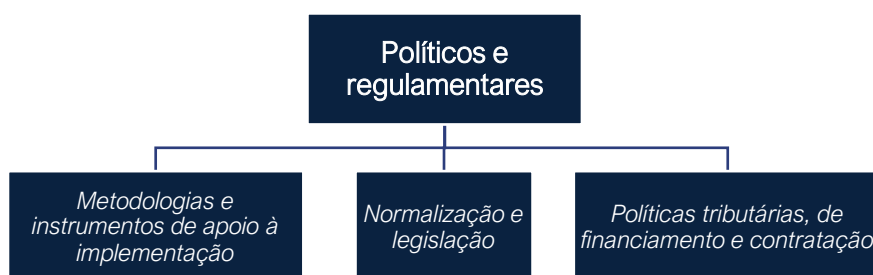 Políticos e
regulamentares
Metodologias e
instrumentos de apoio à
implementação
Normalização e
legislação
Políticas tributárias, de
financiamento e contratação